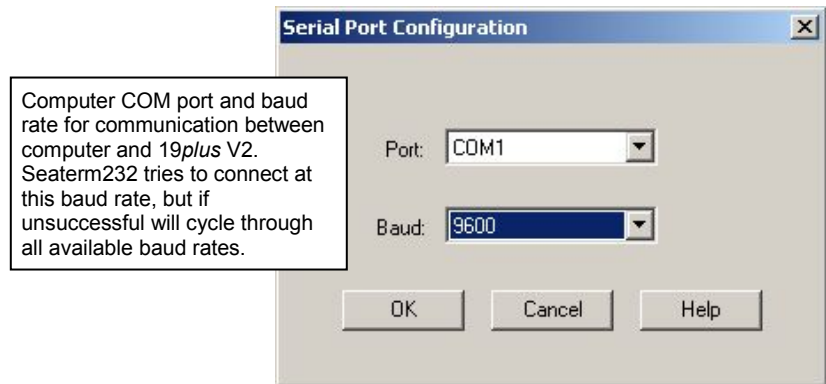 Serial Port Configuration
Computer COM port and baud
rate for communication between
computer and 19plus V2.
Seaterm232 tries to connect at
this baud rate, but if
unsuccessful will cycle through
all available baud rates.
Port: COM1
Baud: 9600
OK Cancel Help